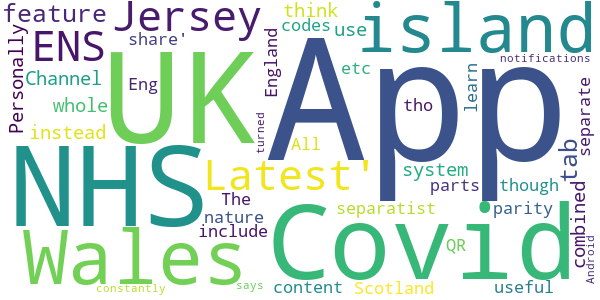 feature Jersey think island
ENS share' codes use
Personally Channel Eng UK England App etc notifications
whole tho learn separate
instead turned All tab
NHS Latest' system
The parts though
nature separatist parity combined
Wales include Covid QR Android
constantly says content Scotland useful